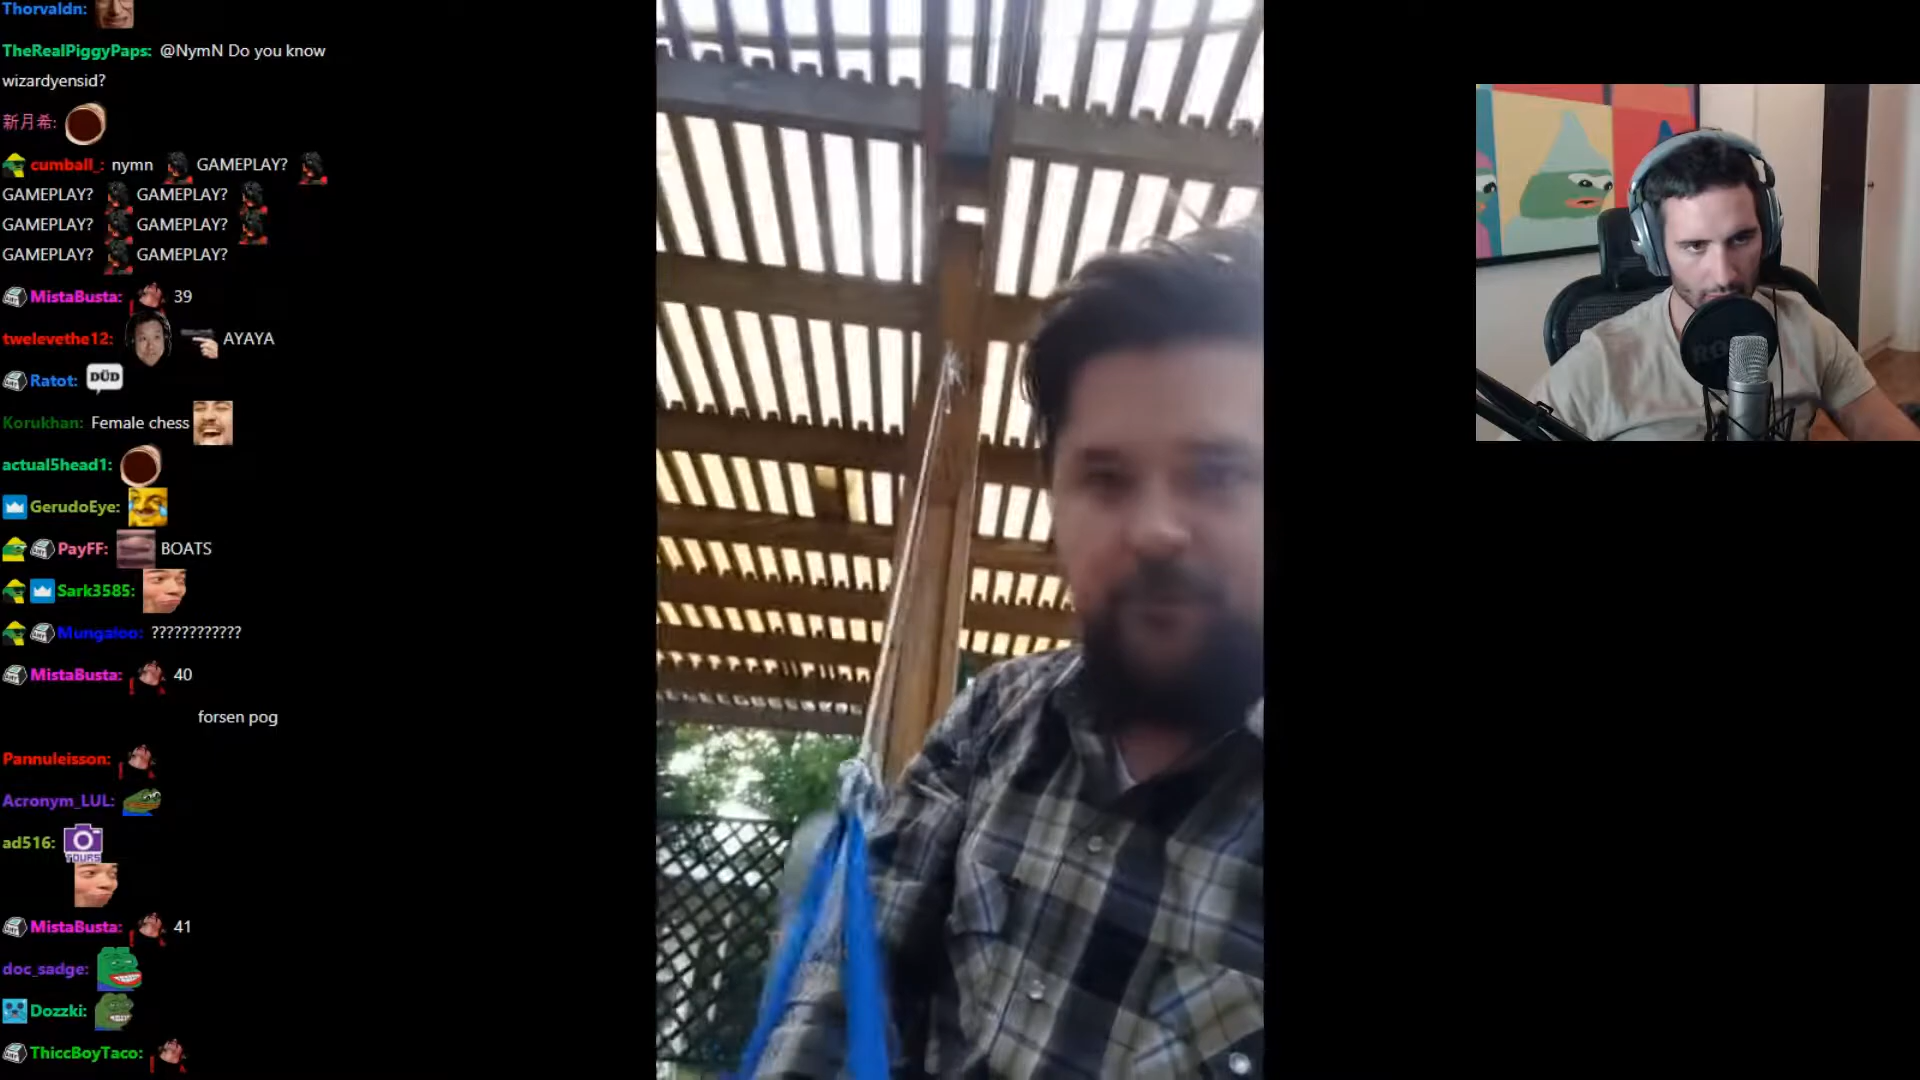 Thorvaldn:
TheRealPiggyPaps: @NymN Do you know
wizardyensid?
新月希:
cumball_: nymn GAMEPLAY?
GAMEPLAY? GAMEPLAY?
GAMEPLAY? GAMEPLAY?
GAMEPLAY? GAMEPLAY?
MistaBusta: 39
twelevethe12: AYAYA
Ratot: DÜD
Korukhan: Female chess
actual5head1:
GerudoEye:
PayFF: BOATS
Sark3585:
Mungaloo: ????????????
MistaBusta: 40
forsen pog
Pannuleisson:
Acronym_LUL:
ad516: TOURS
MistaBusta: 41
doc_sadge:
Dozzki:
ThiccBoyTaco: